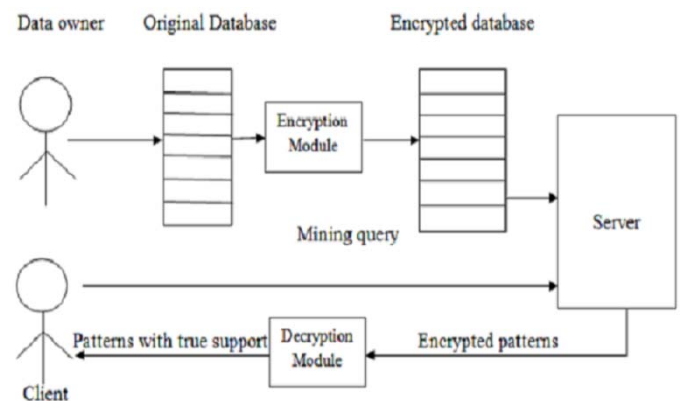 Data owner
Original Database
Encrypted database
Encryption
Module
Server
Mining query
Patterns with true support
Decryption
Module
Encrypted patterns
Client